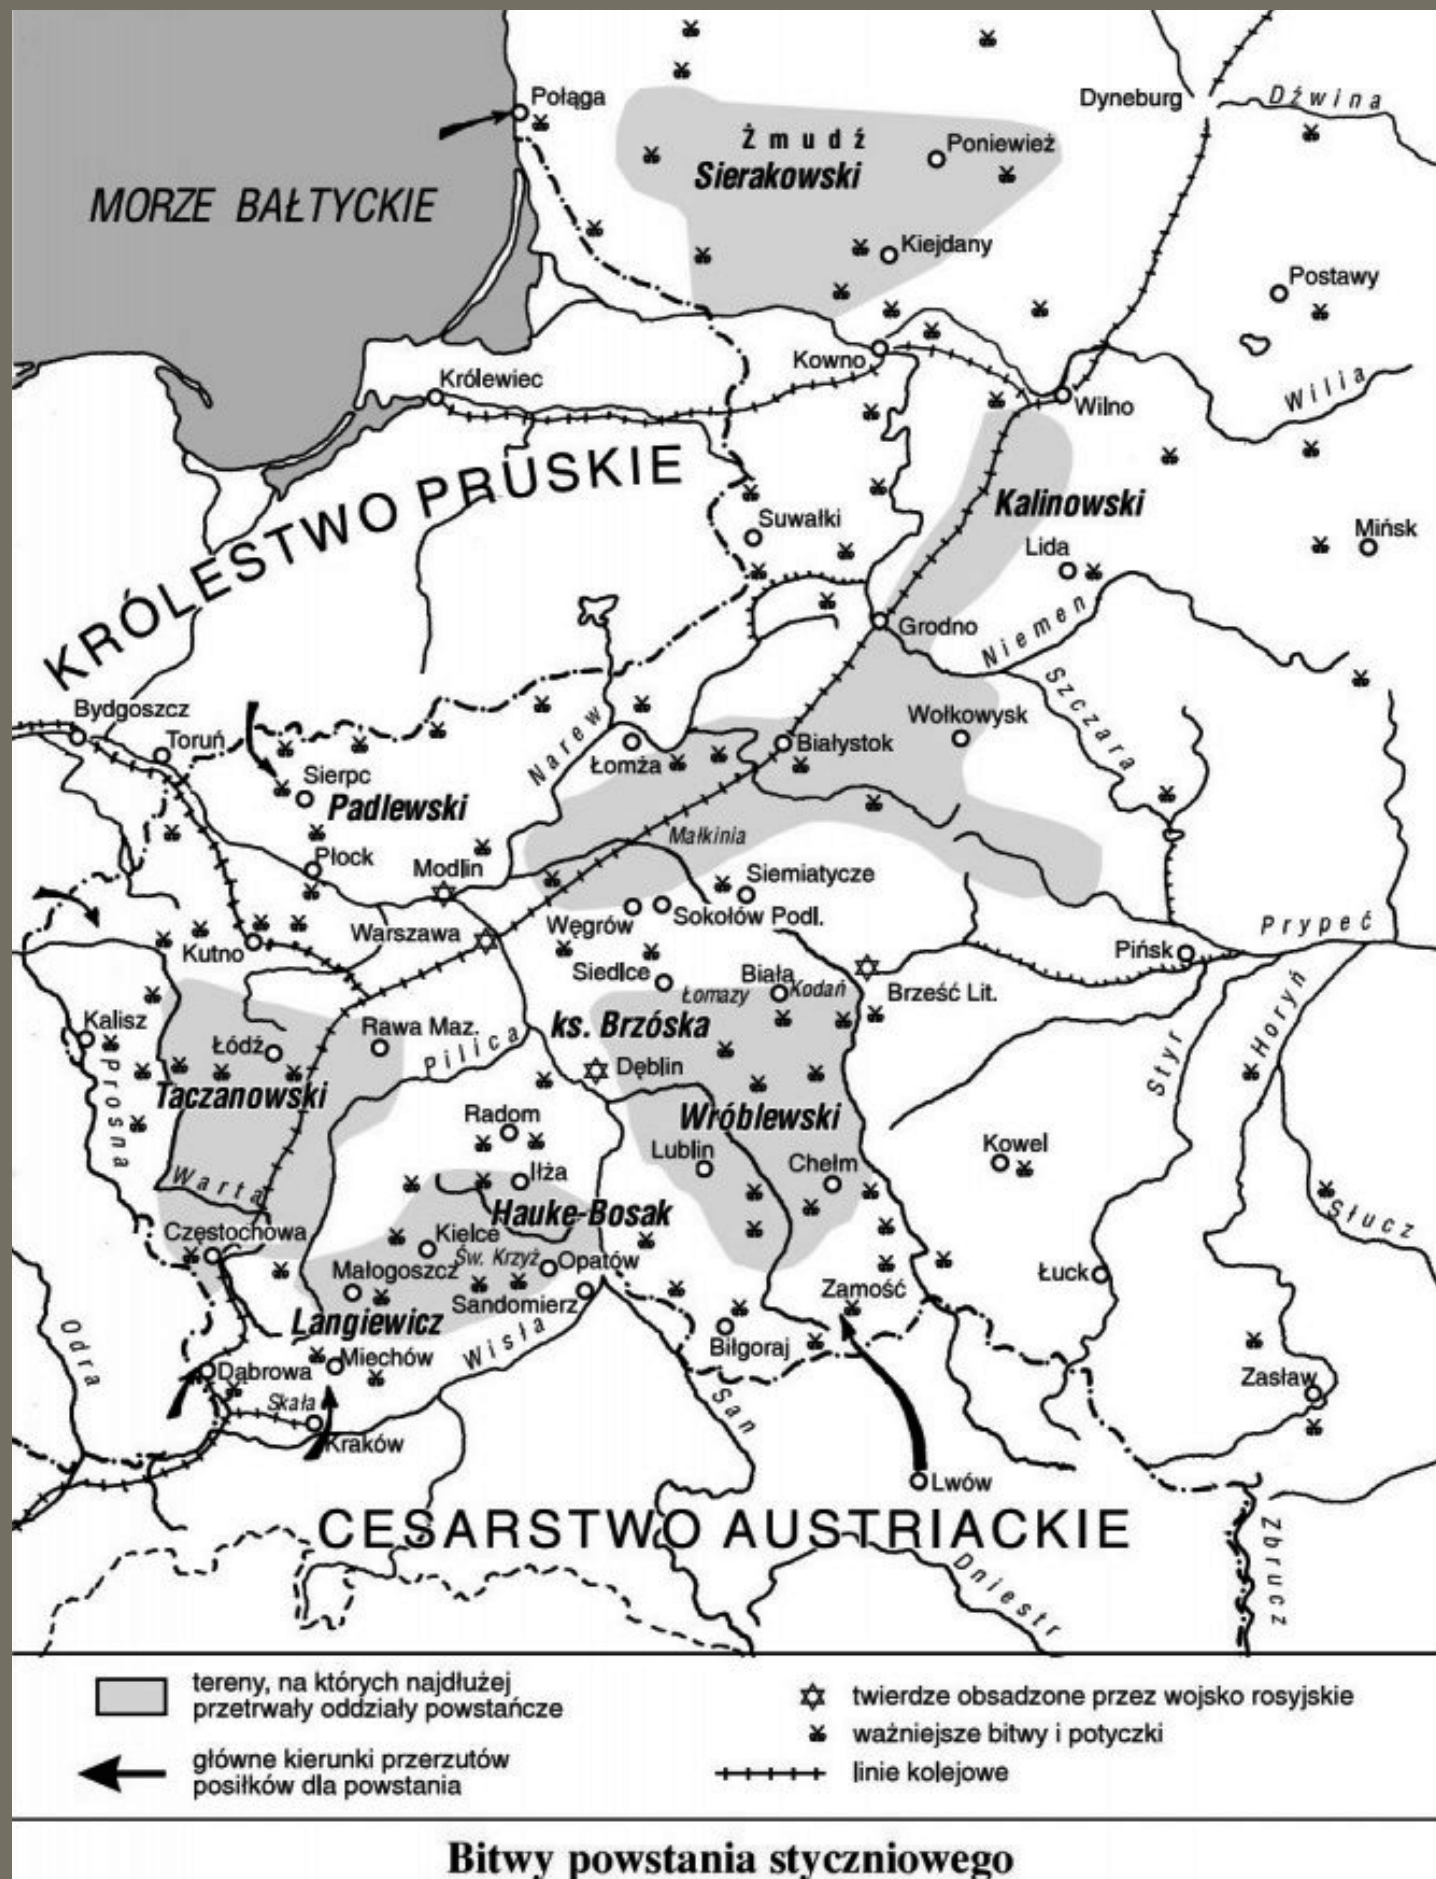 Połąga
Dyneburg
Dźwina
Żmudź
Poniewież
Sierakowski
MORZE BAŁTYCKIE
Kiejdany
Postawy
Kowno
Królewiec
Wilia
Wilno
KRÓLESTWO PRUSKIE
Kalinowski
Suwałki
Mińsk
Lida
Niemen
Grodno
Szczara
Bydgoszcz
Toruń
Narew
Wołkowysk
Białystok
Łomża
Sierpc
Padlewski
Małkinia
Płock
Modlin
Siemiatycze
Węgrów
Sokołów Podl.
Warszawa
Prypeć
Kutno
Pińsk
Siedlce
Biała
Łomazy
Kodań
Brześć Lit.
Horyń
Kalisz
Łódź
Rawa Maz.
ks. Brzóska
Pilica
Styr
Dęblin
Prosna
Taczanowski
Wróblewski
Radom
Lublin
Kowel
Chełm
Iłża
Warta
Hauke-Bosak
Słucz
Częstochowa
Kielce
Św. Krzyż
Opatów
Małogoszcz
Łuck
Zamość
Sandomierz
Langiewicz
Wisła
Biłgoraj
Odra
Miechów
Dąbrowa
Zasław
Skała
San
Kraków
Lwów
CESARSTWO AUSTRIACKIE
Dniestr
Zbrucz
tereny, na których najdłużej
przetrwały oddziały powstańcze
główne kierunki przerzutów
posiłków dla powstania
twierdze obsadzone przez wojsko rosyjskie
ważniejsze bitwy i potyczki
linie kolejowe
Bitwy powstania styczniowego